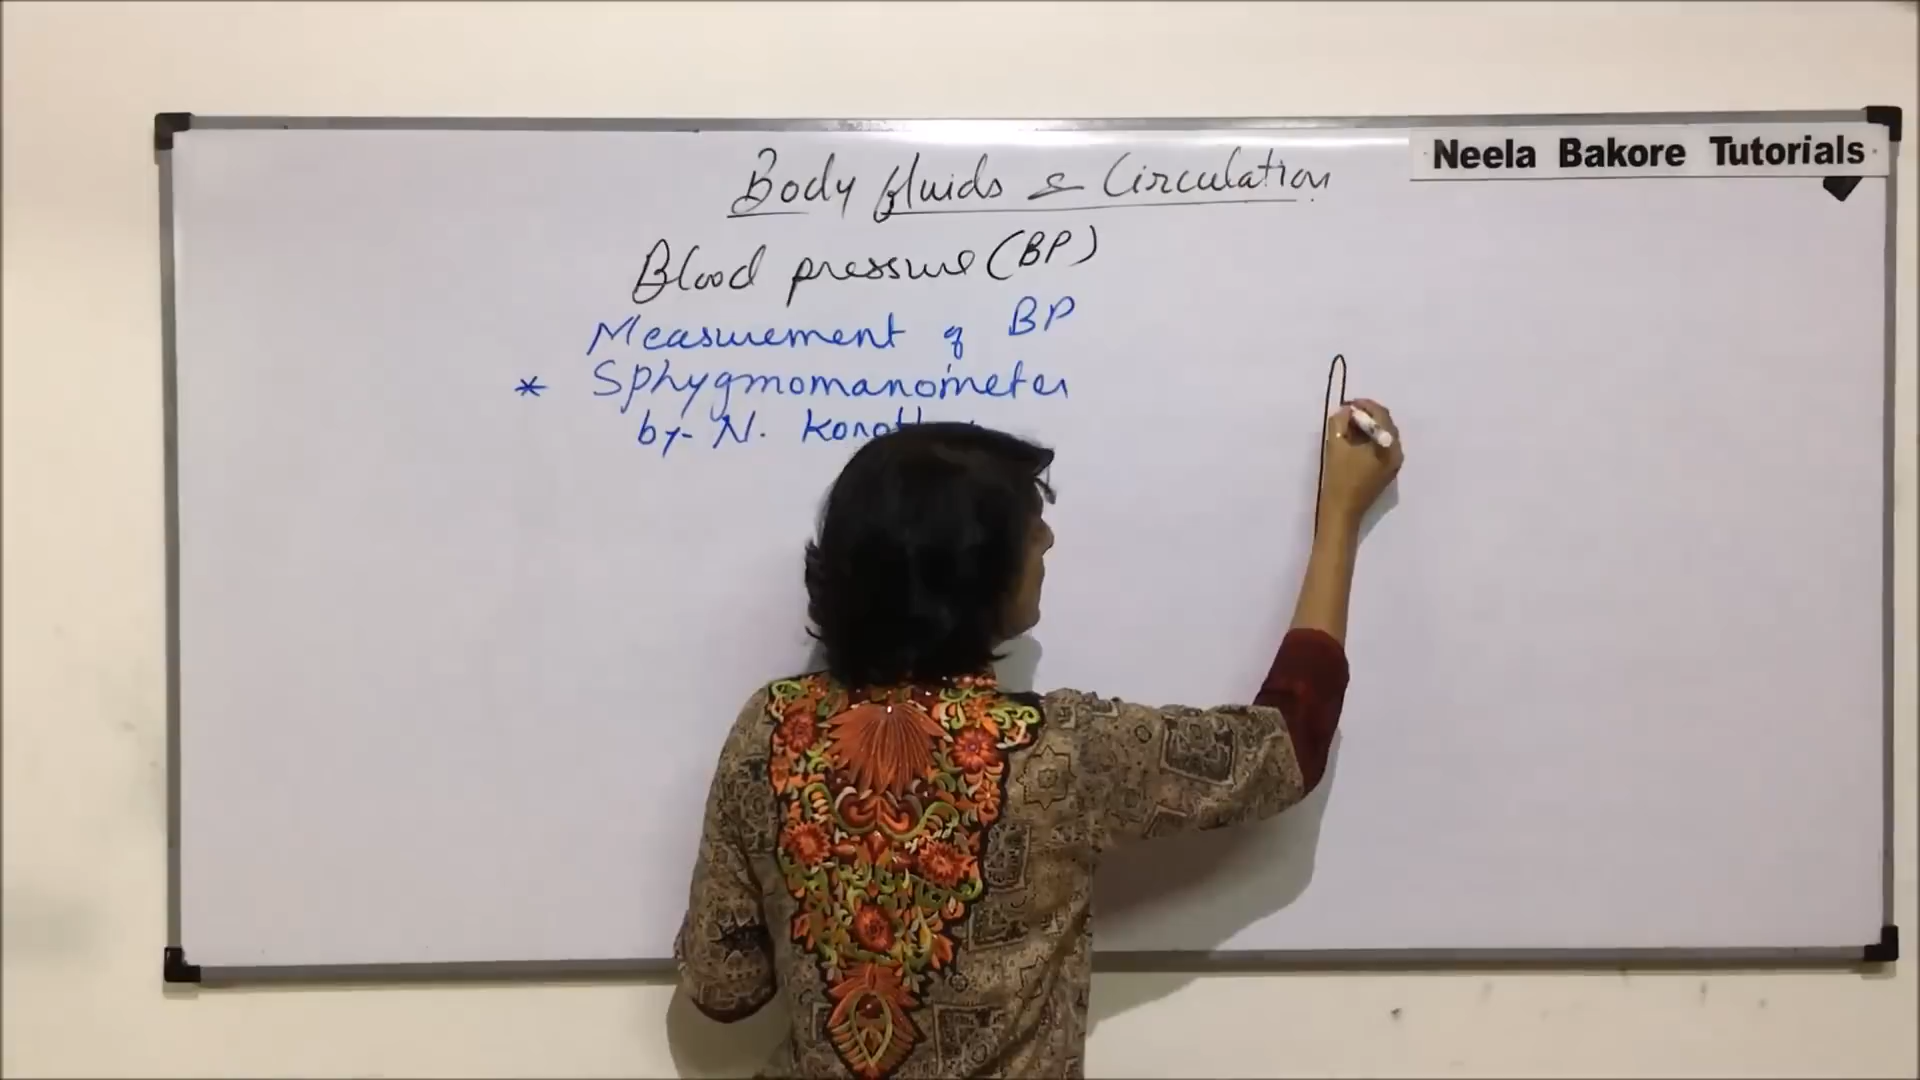 Neela Bakore Tutorials
Body fluids & Circulation
Blood pressure (BP)
Measurement of BP
* Sphygmomanometer
by- N.